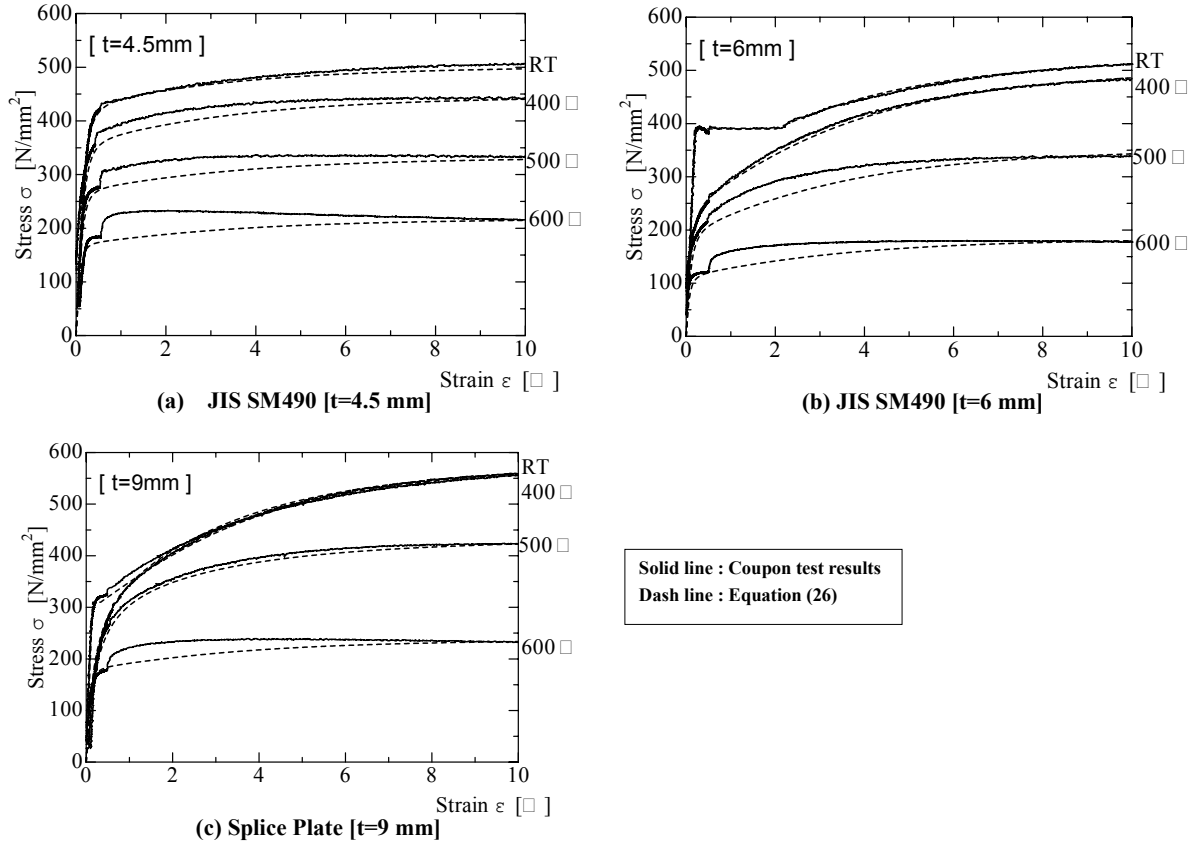 600
[ t=4.5mm ]
500
RT
400
400 □
300
500 □
200
600 □
100
0
0 2 4 6 8 10
Stress σ [N/mm²]
Strain ε [□]
(a) JIS SM490 [t=4.5 mm]
600
[ t=6mm ]
500
RT
400 □
400
300
500 □
200
600 □
100
0
0 2 4 6 8 10
Stress σ [N/mm²]
Strain ε [□]
(b) JIS SM490 [t=6 mm]
600
[ t=9mm ]
RT
500
400 □
400
500 □
300
200
600 □
100
0
0 2 4 6 8 10
Stress σ [N/mm²]
Strain ε [□]
(c) Splice Plate [t=9 mm]
Solid line : Coupon test results
Dash line : Equation (26)